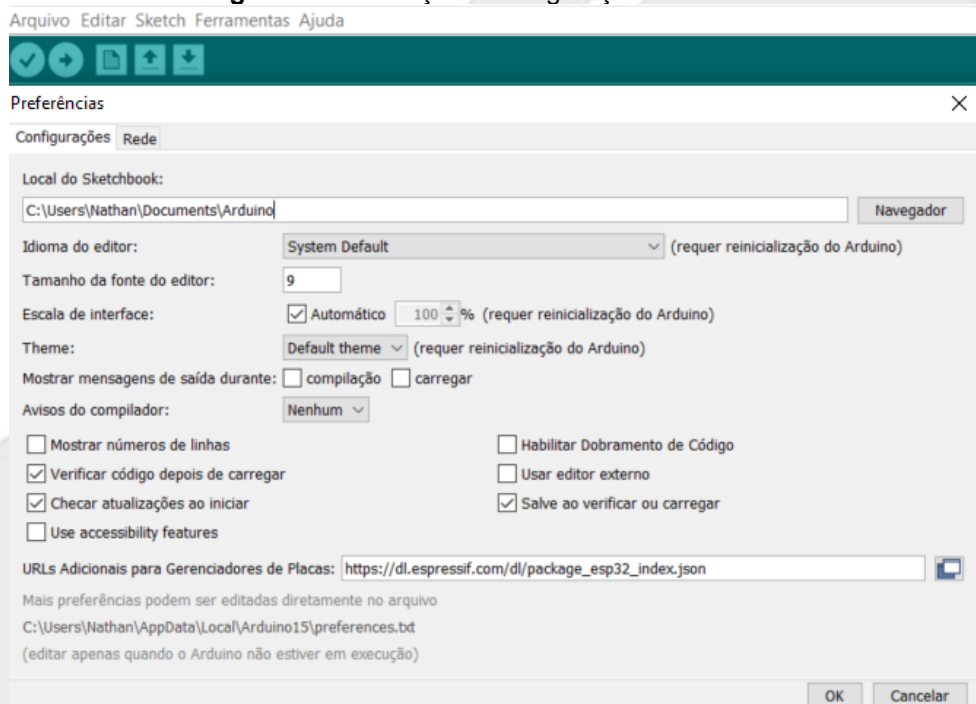 Arquivo Editar Sketch Ferramentas Ajuda
Preferências
Configurações Rede
Local do Sketchbook:
C:\Users\Nathan\Documents\Arduino Navegador
Idioma do editor: System Default (requer reinicialização do Arduino)
Tamanho da fonte do editor: 9
Escala de interface: Automático 100 % (requer reinicialização do Arduino)
Theme: Default theme (requer reinicialização do Arduino)
Mostrar mensagens de saída durante: compilação carregar
Avisos do compilador: Nenhum
Mostrar números de linhas Habilitar Dobramento de Código
Verificar código depois de carregar Usar editor externo
Checar atualizações ao iniciar Salve ao verificar ou carregar
Use accessibility features
URLs Adicionais para Gerenciadores de Placas: https://dl.espressif.com/dl/package_esp32_index.json
Mais preferências podem ser editadas diretamente no arquivo
C:\Users\Nathan\AppData\Local\Arduino15\preferences.txt
(editar apenas quando o Arduino não estiver em execução)
OK Cancelar